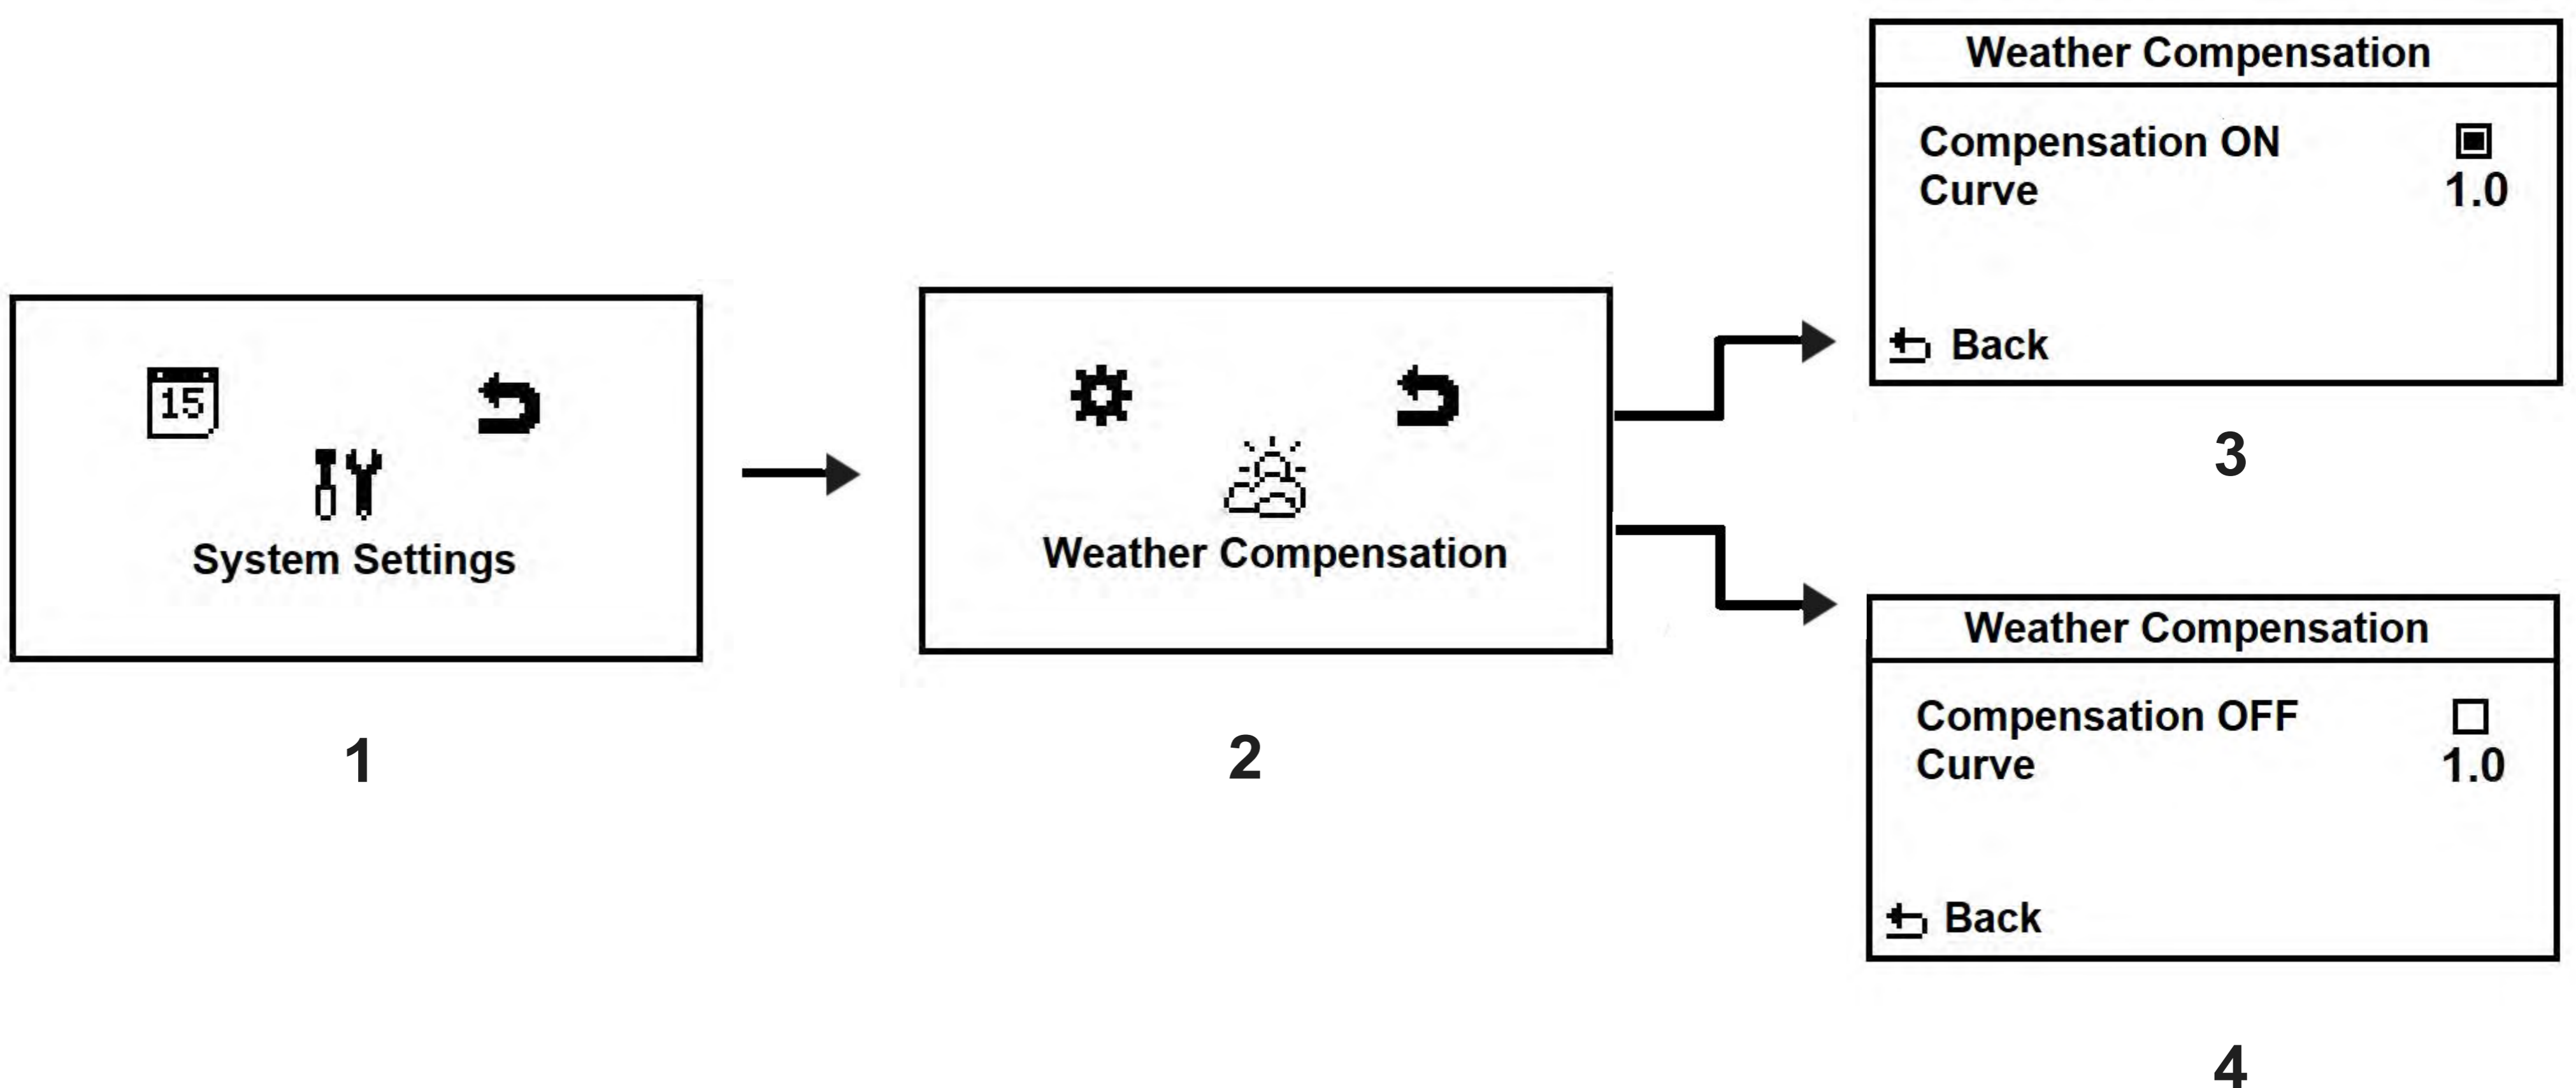 15
System Settings
1
Weather Compensation
2
Weather Compensation
Compensation ON
Curve 1.0
Back
3
Weather Compensation
Compensation OFF
Curve 1.0
Back
4